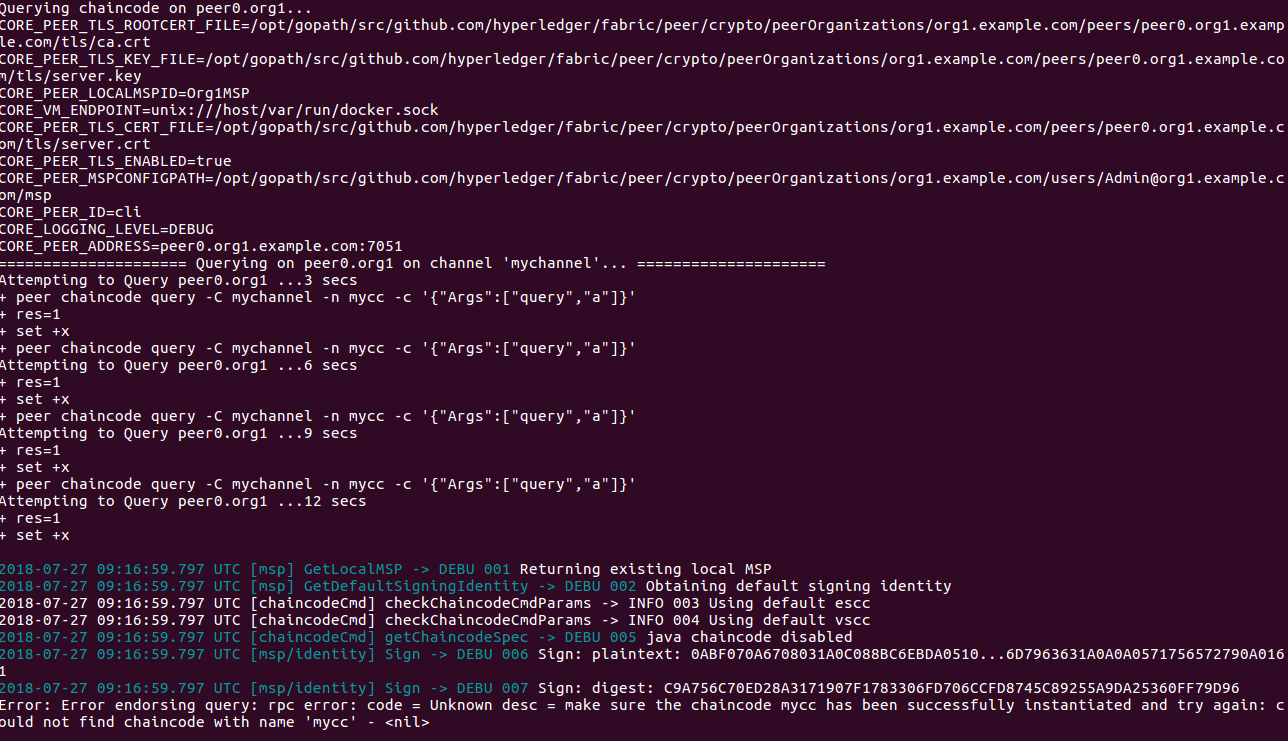 Querying chaincode on peer0.org1...
CORE_PEER_TLS_ROOTCERT_FILE=/opt/gopath/src/github.com/hyperledger/fabric/peer/crypto/peerOrganizations/org1.example.com/peers/peer0.org1.examp
le.com/tls/ca.crt
CORE_PEER_TLS_KEY_FILE=/opt/gopath/src/github.com/hyperledger/fabric/peer/crypto/peerOrganizations/org1.example.com/peers/peer0.org1.example.co
m/tls/server.key
CORE_PEER_LOCALMSPID=Org1MSP
CORE_VM_ENDPOINT=unix:///host/var/run/docker.sock
CORE_PEER_TLS_CERT_FILE=/opt/gopath/src/github.com/hyperledger/fabric/peer/crypto/peerOrganizations/org1.example.com/peers/peer0.org1.example.c
om/tls/server.crt
CORE_PEER_TLS_ENABLED=true
CORE_PEER_MSPCONFIGPATH=/opt/gopath/src/github.com/hyperledger/fabric/peer/crypto/peerOrganizations/org1.example.com/users/Admin@org1.example.c
om/msp
CORE_PEER_ID=cli
CORE_LOGGING_LEVEL=DEBUG
CORE_PEER_ADDRESS=peer0.org1.example.com:7051
===================== Querying on peer0.org1 on channel 'mychannel'... =====================
Attempting to Query peer0.org1 ...3 secs
+ peer chaincode query -C mychannel -n mycc -c '{"Args":["query","a"]}'
+ res=1
+ set +x
+ peer chaincode query -C mychannel -n mycc -c '{"Args":["query","a"]}'
Attempting to Query peer0.org1 ...6 secs
+ res=1
+ set +x
+ peer chaincode query -C mychannel -n mycc -c '{"Args":["query","a"]}'
Attempting to Query peer0.org1 ...9 secs
+ res=1
+ set +x
+ peer chaincode query -C mychannel -n mycc -c '{"Args":["query","a"]}'
Attempting to Query peer0.org1 ...12 secs
+ res=1
+ set +x
2018-07-27 09:16:59.797 UTC [msp] GetLocalMSP -> DEBU 001 Returning existing local MSP
2018-07-27 09:16:59.797 UTC [msp] GetDefaultSigningIdentity -> DEBU 002 Obtaining default signing identity
2018-07-27 09:16:59.797 UTC [chaincodeCmd] checkChaincodeCmdParams -> INFO 003 Using default escc
2018-07-27 09:16:59.797 UTC [chaincodeCmd] checkChaincodeCmdParams -> INFO 004 Using default vscc
2018-07-27 09:16:59.797 UTC [chaincodeCmd] getChaincodeSpec -> DEBU 005 java chaincode disabled
2018-07-27 09:16:59.797 UTC [msp/identity] Sign -> DEBU 006 Sign: plaintext: 0ABF070A6708031A0C088BC6EBDA0510...6D7963631A0A0A0571756572790A016
1
2018-07-27 09:16:59.797 UTC [msp/identity] Sign -> DEBU 007 Sign: digest: C9A756C70ED28A3171907F1783306FD706CCFD8745C89255A9DA25360FF79D96
Error: Error endorsing query: rpc error: code = Unknown desc = make sure the chaincode mycc has been successfully instantiated and try again: c
ould not find chaincode with name 'mycc' - <nil>